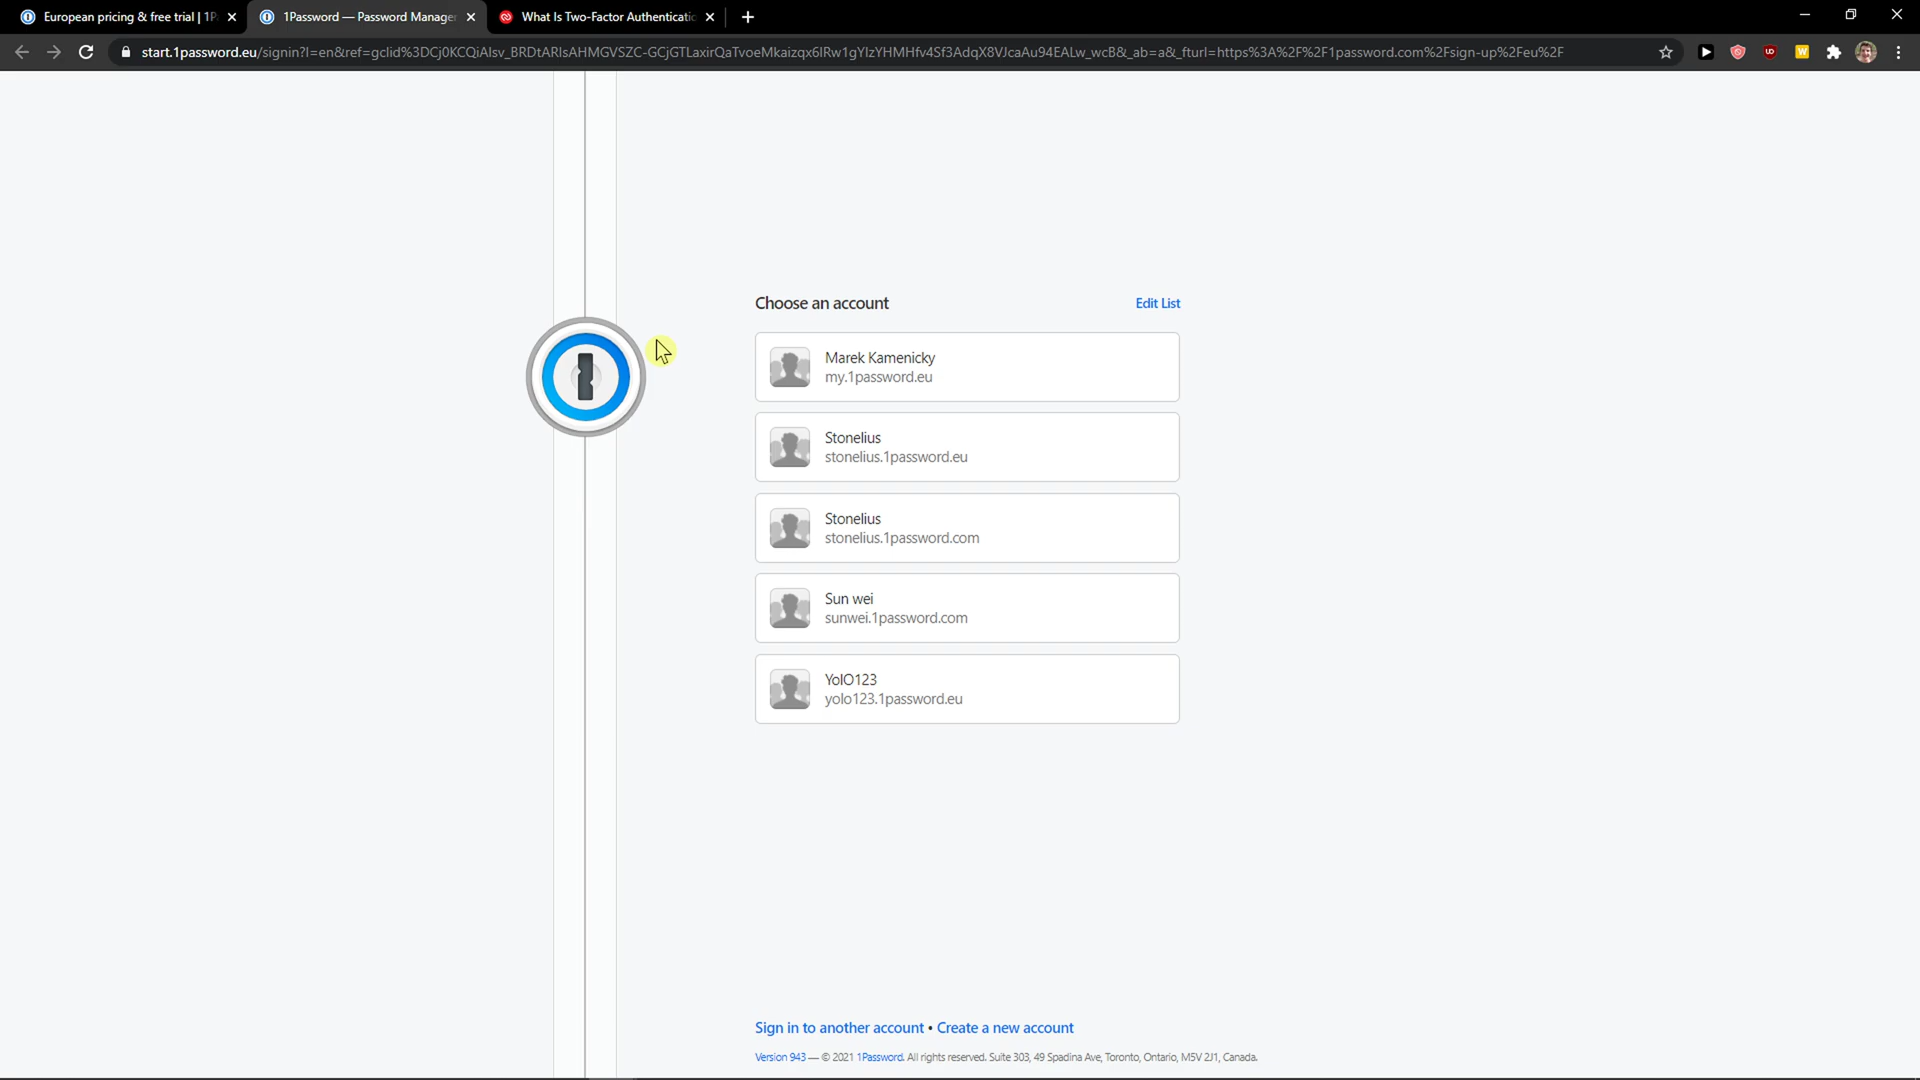 European pricing & free trial | 1P
1Password — Password Manager
What Is Two-Factor Authenticatio
start.1password.eu/signin?l=en&ref=gclid%3DCj0KCQiAlsv_BRDtARIsAHMGVSZC-GCjGTLaxirQaTvoeMkaizqx6lRw1gYlzYHMHfv4Sf3AdqX8VJcaAu94EALw_wcB&_ab=a&_fturl=https%3A%2F%2F1password.com%2Fsign-up%2Feu%2F
Choose an account
Edit List
Marek Kamenicky
my.1password.eu
Stonelius
stonelius.1password.eu
Stonelius
stonelius.1password.com
Sun wei
sunwei.1password.com
YolO123
yolo123.1password.eu
Sign in to another account • Create a new account
Version 943 — © 2021 1Password. All rights reserved. Suite 303, 49 Spadina Ave, Toronto, Ontario, M5V 2J1, Canada.